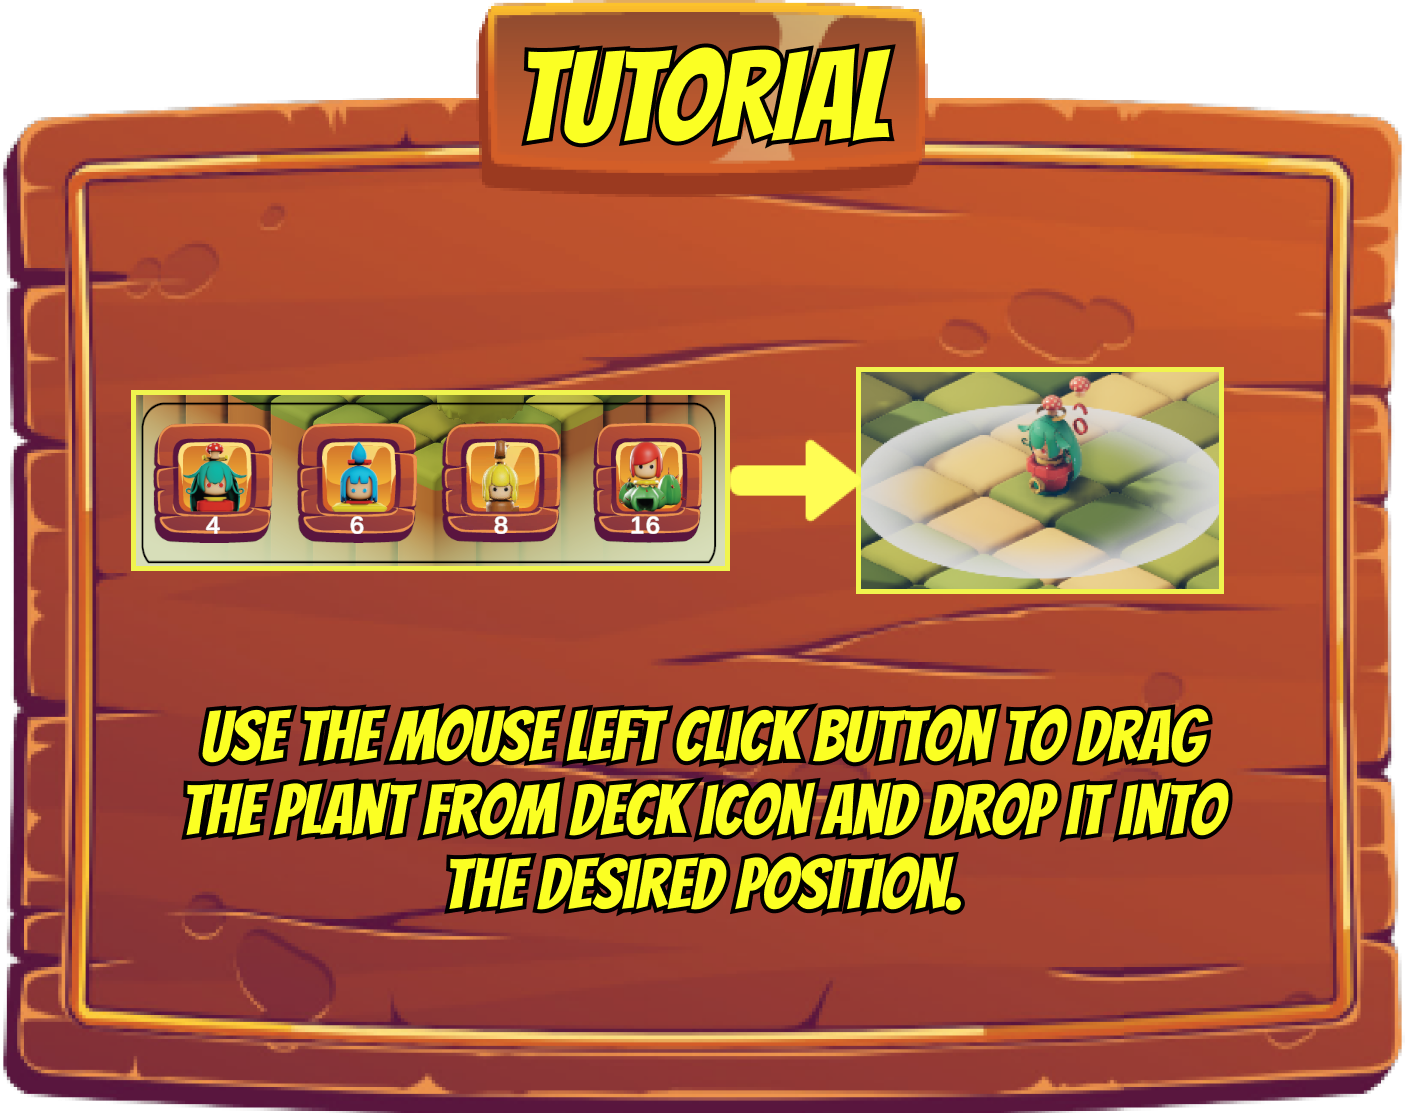 TUTORIAL
4 6 8 16
USE THE MOUSE LEFT CLICK BUTTON TO DRAG
THE PLANT FROM DECK ICON AND DROP IT INTO
THE DESIRED POSITION.